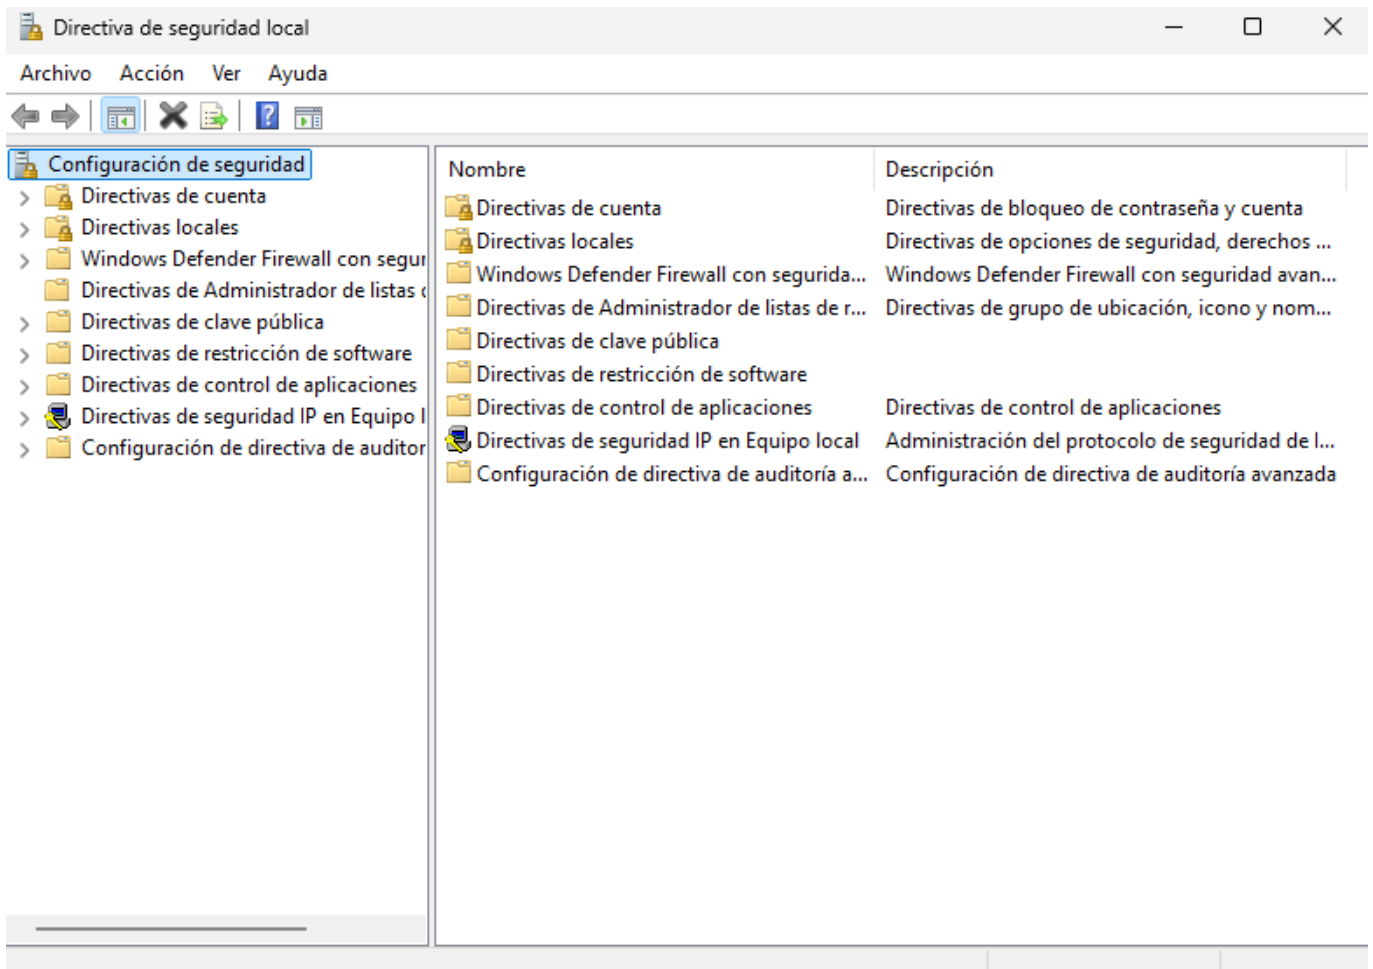 Directiva de seguridad local
Archivo Acción Ver Ayuda
Configuración de seguridad
Directivas de cuenta
Directivas locales
Windows Defender Firewall con segur
Directivas de Administrador de listas d
Directivas de clave pública
Directivas de restricción de software
Directivas de control de aplicaciones
Directivas de seguridad IP en Equipo l
Configuración de directiva de auditor
Nombre Descripción
Directivas de cuenta Directivas de bloqueo de contraseña y cuenta
Directivas locales Directivas de opciones de seguridad, derechos ...
Windows Defender Firewall con segurida... Windows Defender Firewall con seguridad avan...
Directivas de Administrador de listas de r... Directivas de grupo de ubicación, icono y nom...
Directivas de clave pública
Directivas de restricción de software
Directivas de control de aplicaciones Directivas de control de aplicaciones
Directivas de seguridad IP en Equipo local Administración del protocolo de seguridad de I...
Configuración de directiva de auditoría a... Configuración de directiva de auditoría avanzada